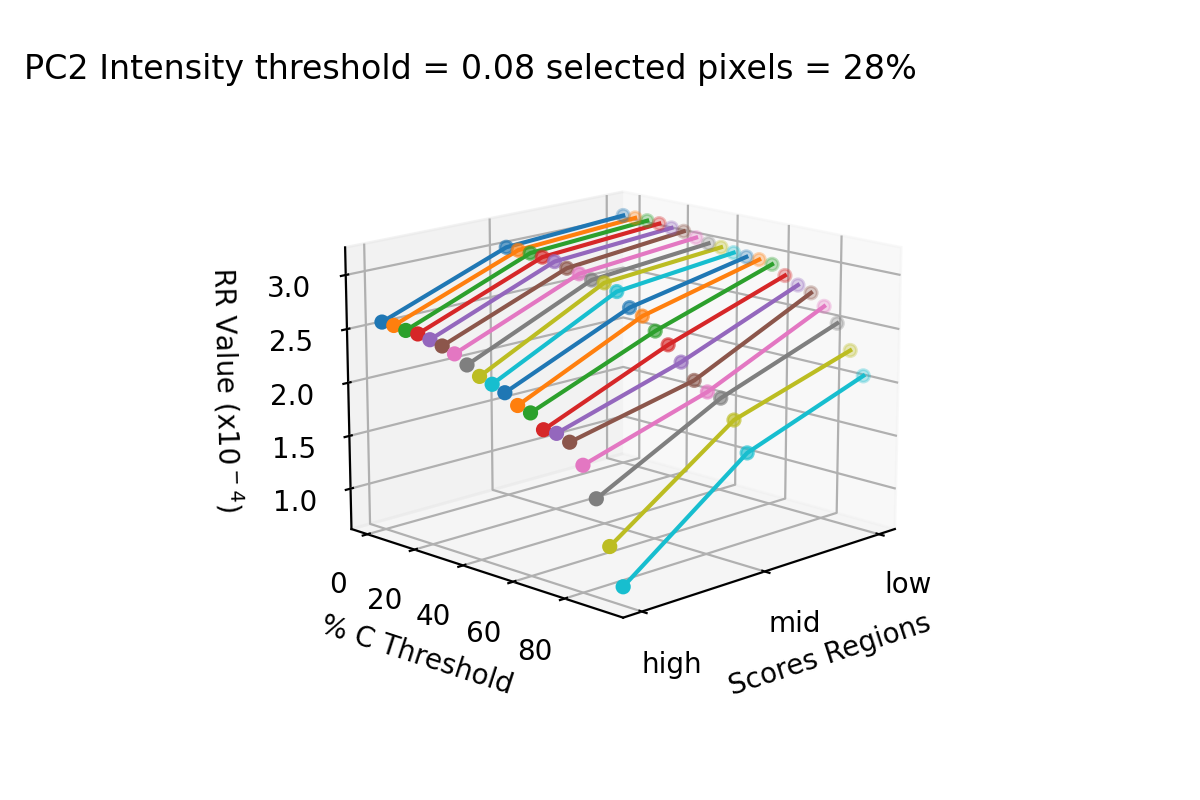 PC2 Intensity threshold = 0.08 selected pixels = 28%
RR Value (x10⁻⁴)
3.0
2.5
2.0
1.5
1.0
0
20
40
60
80
% C Threshold
high
mid
low
Scores Regions